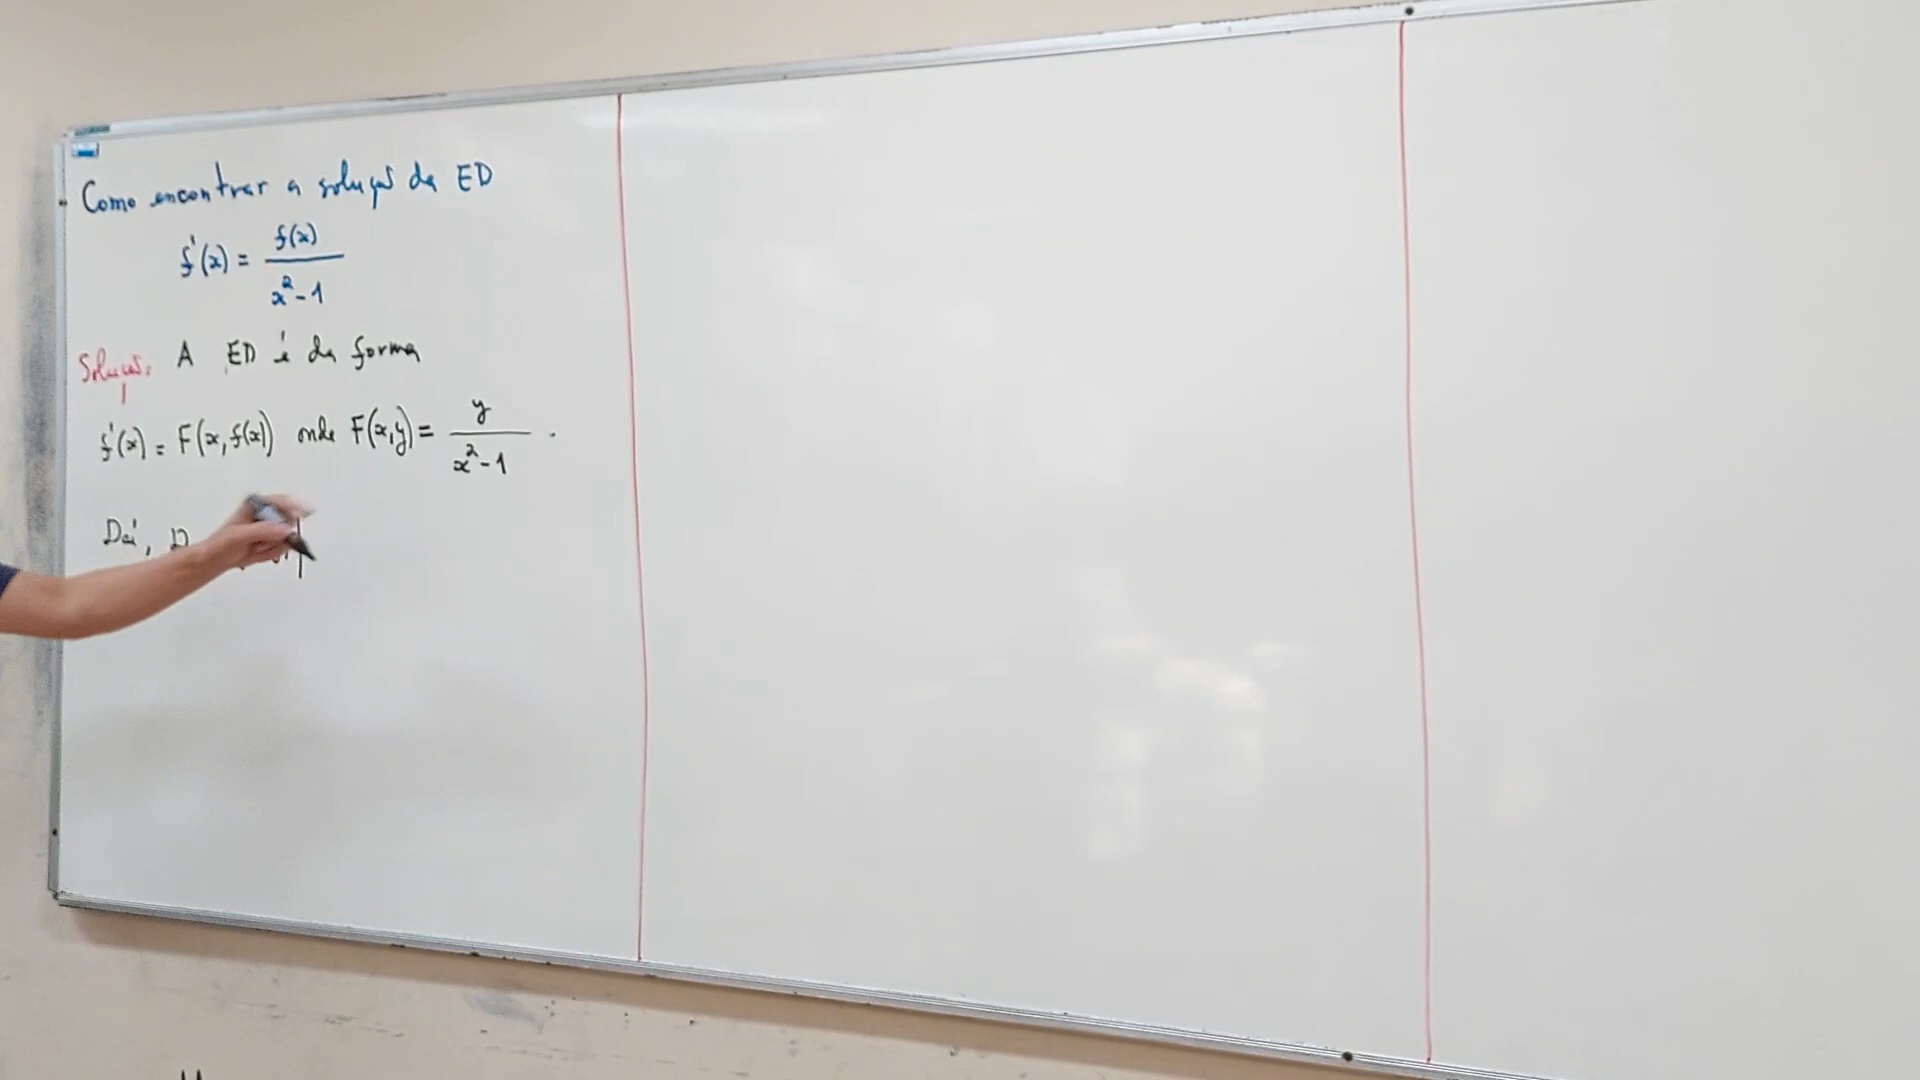 Como encontrar a solução da ED
f'(x) = f(x) / x² - 1
Solução: A ED é da forma
f'(x) = F(x, f(x)) onde F(x,y) = y / x² - 1 .
Daí, D